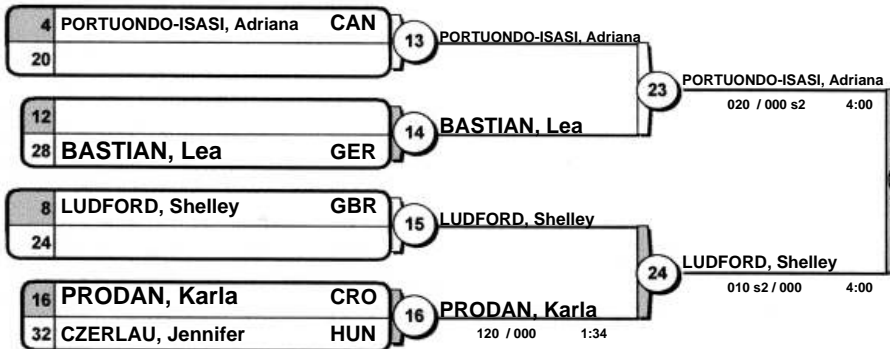 4 PORTUONDO-ISASI, Adriana CAN
20
13 PORTUONDO-ISASI, Adriana
12
28 BASTIAN, Lea GER
14 BASTIAN, Lea
23 PORTUONDO-ISASI, Adriana
020 / 000 s2 4:00
8 LUDFORD, Shelley GBR
24
15 LUDFORD, Shelley
16 PRODAN, Karla CRO
32 CZERLAU, Jennifer HUN
16 PRODAN, Karla
120 / 000 1:34
24 LUDFORD, Shelley
010 s2 / 000 4:00